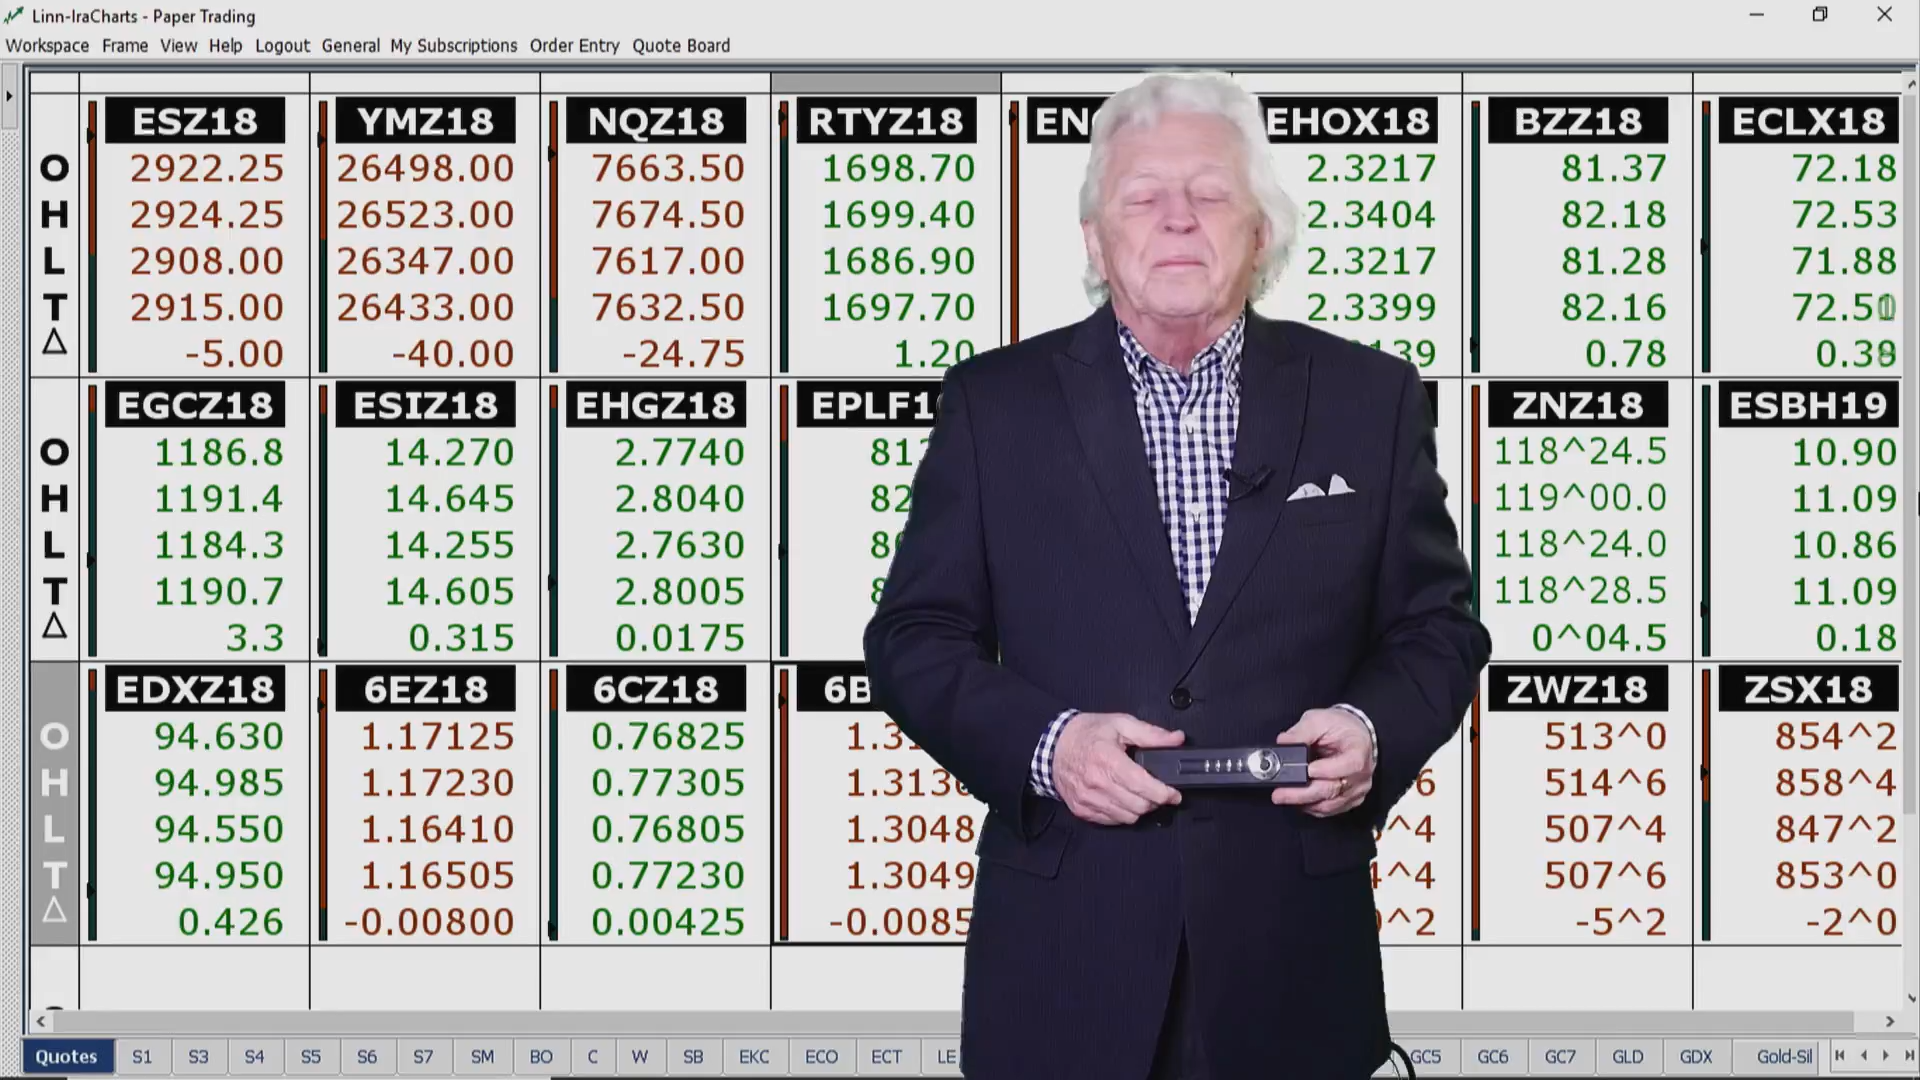 Linn-IraCharts - Paper Trading
Workspace Frame View Help Logout General My Subscriptions Order Entry Quote Board
ESZ18 YMZ18 NQZ18 RTYZ18 EHOX18 BZZ18 ECLX18
O 2922.25 26498.00 7663.50 1698.70 2.3217 81.37 72.18
H 2924.25 26523.00 7674.50 1699.40 2.3404 82.18 72.53
L 2908.00 26347.00 7617.00 1686.90 2.3217 81.28 71.88
T 2915.00 26433.00 7632.50 1697.70 2.3399 82.16
△ -5.00 -40.00 -24.75 1.20 0.78 0.38
EGCZ18 ESIZ18 EHGZ18 ZNZ18 ESBH19
O 1186.8 14.270 2.7740 118^24.5 10.90
H 1191.4 14.645 2.8040 119^00.0 11.09
L 1184.3 14.255 2.7630 118^24.0 10.86
T 1190.7 14.605 2.8005 118^28.5 11.09
△ 3.3 0.315 0.0175 0^04.5 0.18
EDXZ18 6EZ18 6CZ18 ZWZ18 ZSX18
O 94.630 1.17125 0.76825 513^0 854^2
H 94.985 1.17230 0.77305 514^6 858^4
L 94.550 1.16410 0.76805 1.3048 507^4 847^2
T 94.950 1.16505 0.77230 1.3049 507^6 853^0
△ 0.426 -0.00800 0.00425 -0.0085 -5^2 -2^0
Quotes S1 S3 S4 S5 S6 S7 SM BO C W SB EKC ECO ECT LE GC5 GC6 GC7 GLD GDX Gold-Sil